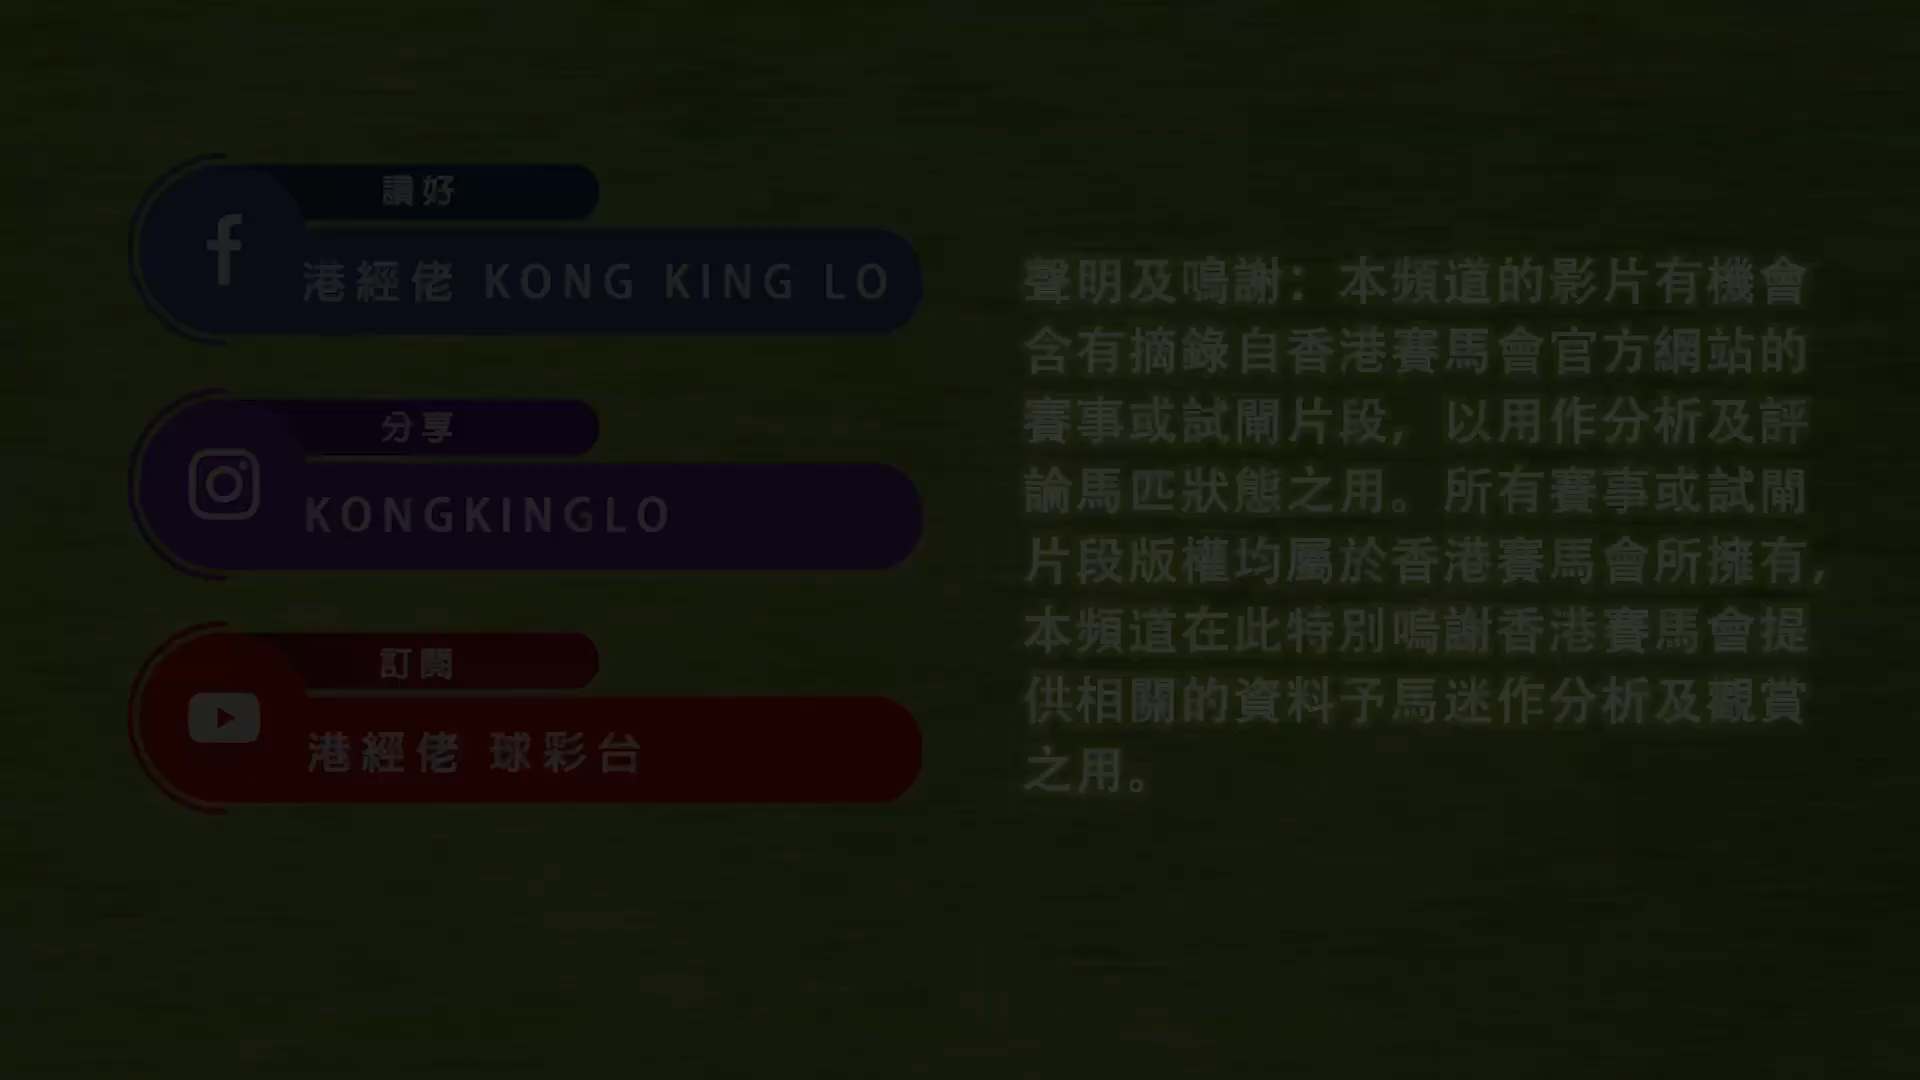 讚好
港經佬 KONG KING LO
分享
KONGKINGLO
訂閱
港經佬 球彩台
聲明及鳴謝：本頻道的影片有機會
含有摘錄自香港賽馬會官方網站的
賽事或試閘片段，以用作分析及評
論馬匹狀態之用。所有賽事或試閘
片段版權均屬於香港賽馬會所擁有，
本頻道在此特別嗚謝香港賽馬會提
供相關的資料予馬迷作分析及觀賞
之用。